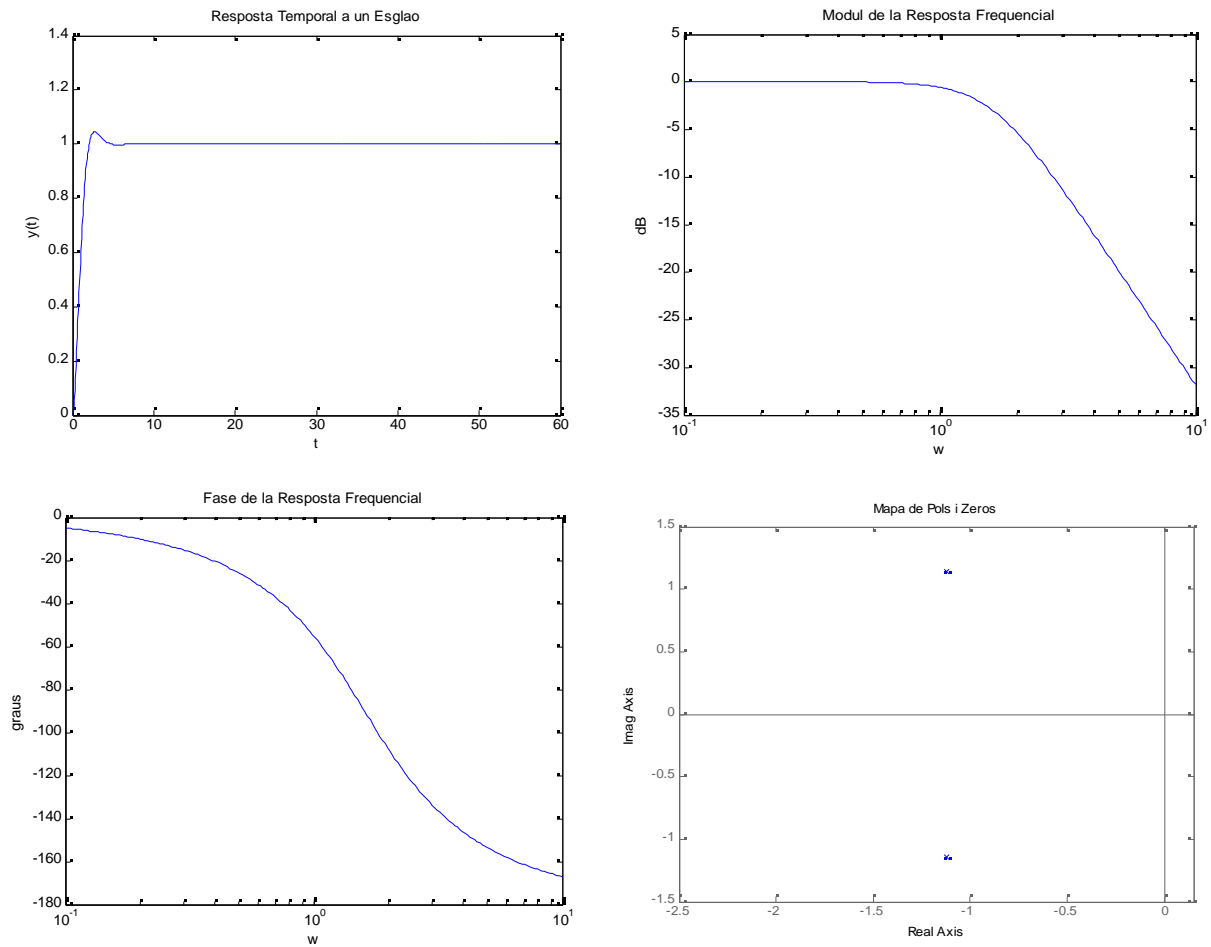 Resposta Temporal a un Esglao
1.4
1.2
1
0.8
0.6
0.4
0.2
0
y(t)
0 10 20 30 40 50 60
t
Modul de la Resposta Frequencial
5
0
-5
-10
-15
-20
-25
-30
-35
dB
10-1 100 101
w
Fase de la Resposta Frequencial
0
-20
-40
-60
-80
-100
-120
-140
-160
-180
graus
10-1 100 101
w
Mapa de Pols i Zeros
1.5
1
0.5
0
-0.5
-1
-1.5
Imag Axis
-2.5 -2 -1.5 -1 -0.5 0
Real Axis